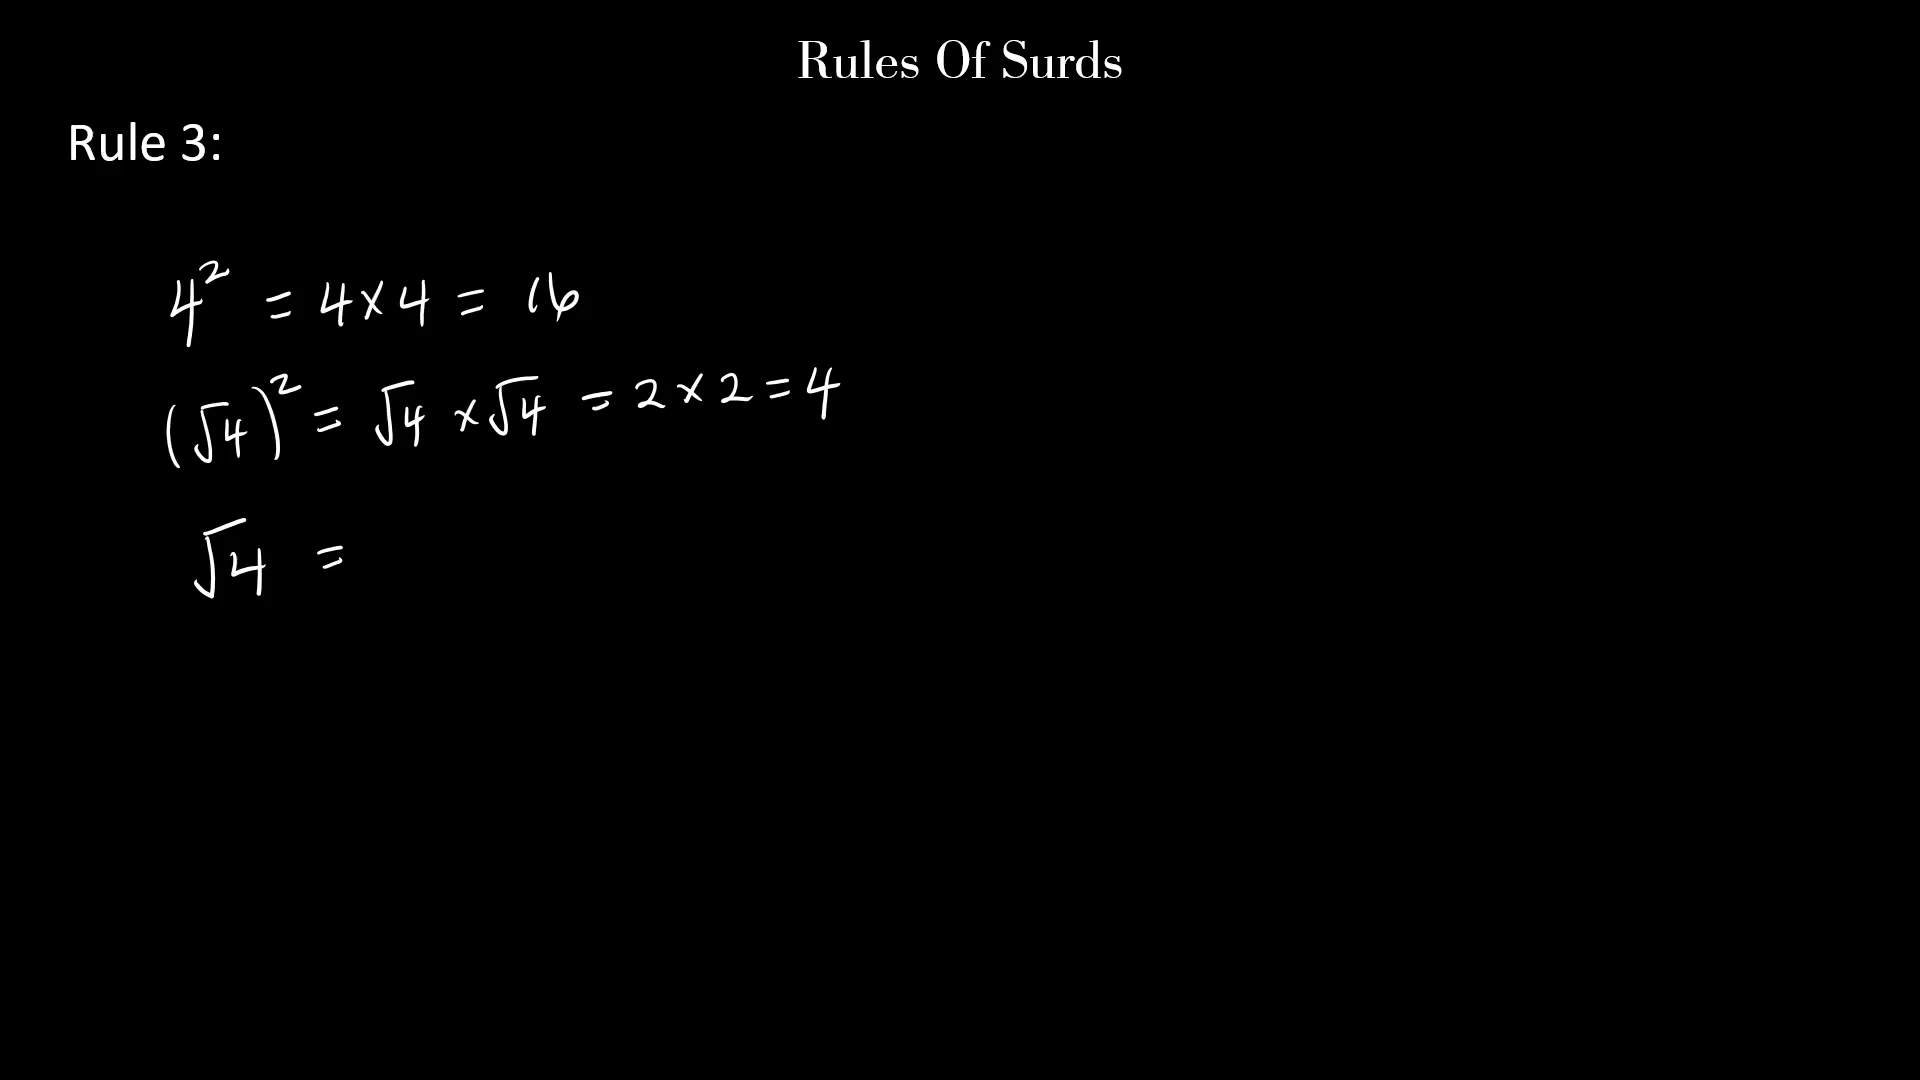 Rules Of Surds
Rule 3:
4² = 4 × 4 = 16
(√4)² = √4 × √4 = 2 × 2 = 4
√4 =